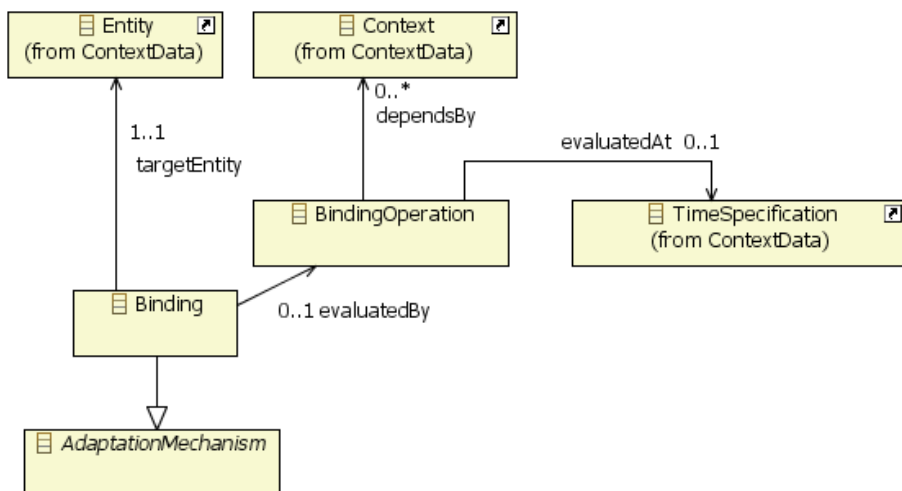 Entity
(from ContextData)
Context
(from ContextData)
0..*
dependsBy
1..1
targetEntity
evaluatedAt 0..1
BindingOperation
TimeSpecification
(from ContextData)
Binding
0..1 evaluatedBy
AdaptationMechanism